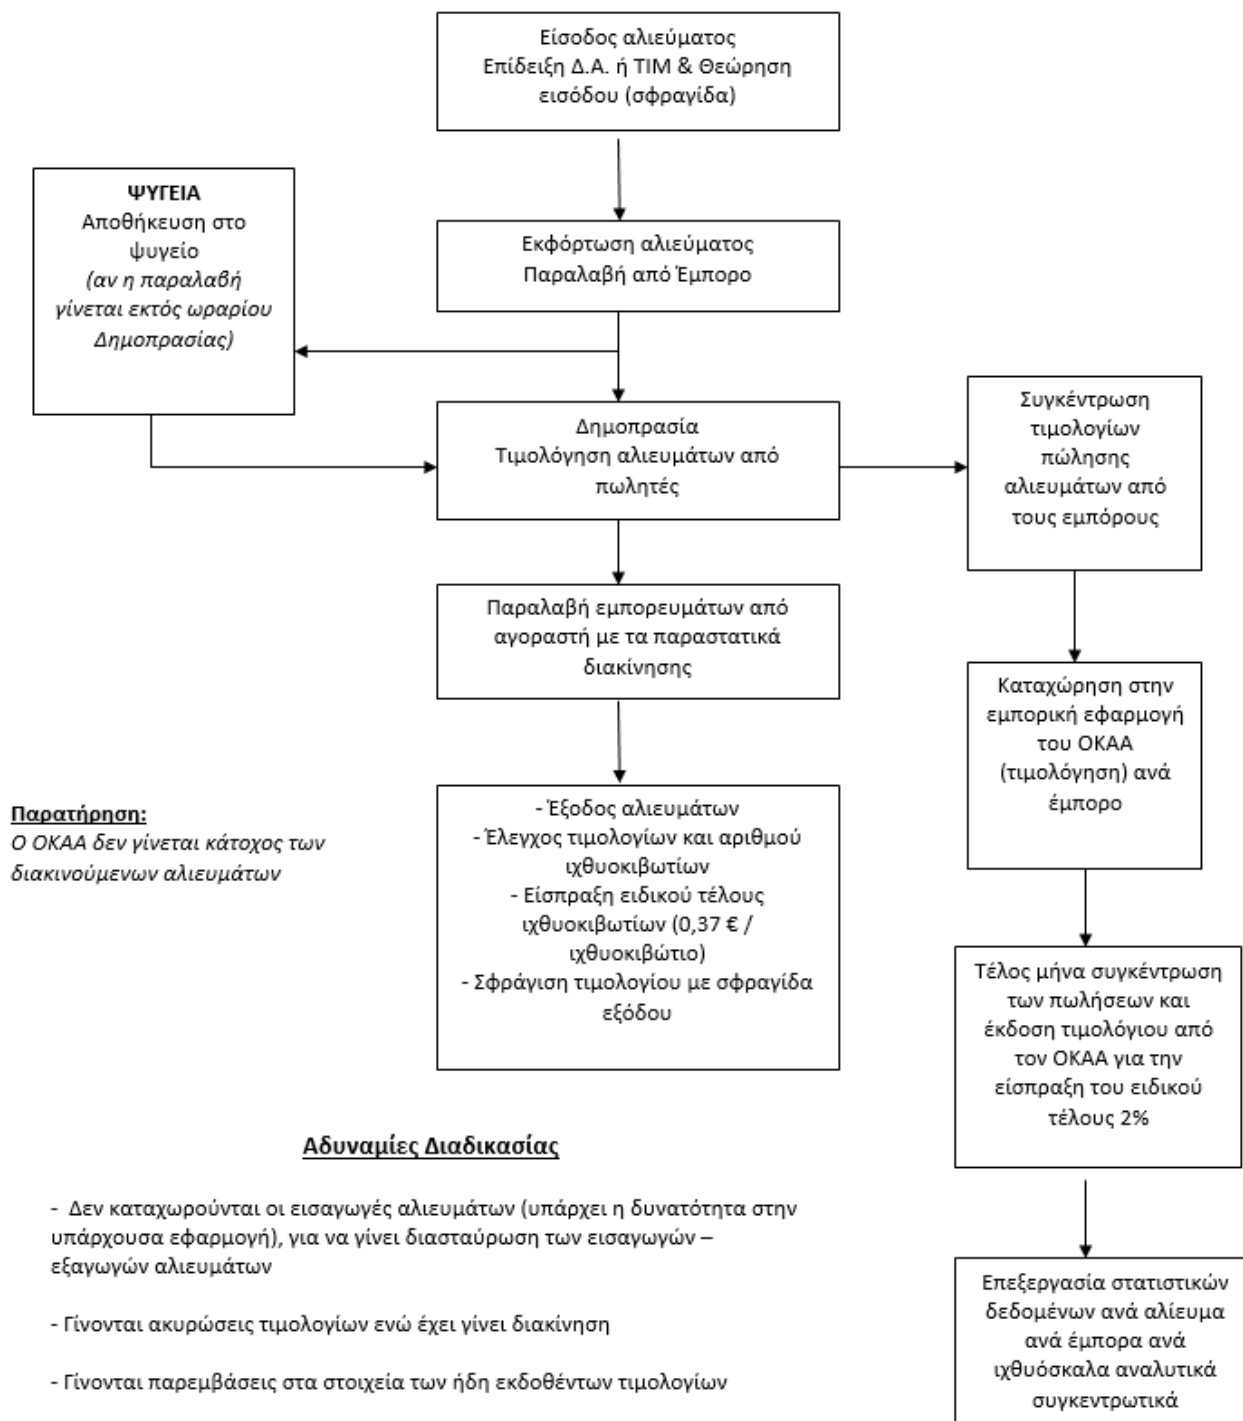 Είσοδος αλιεύματος
Επίδειξη Δ.Α. ή ΤΙΜ & Θεώρηση
εισόδου (σφραγίδα)
ΨΥΓΕΙΑ
Αποθήκευση στο
ψυγείο
(αν η παραλαβή
γίνεται εκτός ωραρίου
Δημοπρασίας)
Εκφόρτωση αλιεύματος
Παραλαβή από Έμπορο
Δημοπρασία
Τιμολόγηση αλιευμάτων από
πωλητές
Συγκέντρωση
τιμολογίων
πώλησης
αλιευμάτων από
τους εμπόρους
Παραλαβή εμπορευμάτων από
αγοραστή με τα παραστατικά
διακίνησης
Καταχώρηση στην
εμπορική εφαρμογή
του ΟΚΑΑ
(τιμολόγηση) ανά
έμπορο
Παρατήρηση:
Ο ΟΚΑΑ δεν γίνεται κάτοχος των
διακινούμενων αλιευμάτων
- Έξοδος αλιευμάτων
- Έλεγχος τιμολογίων και αριθμού
ιχθυοκιβωτίων
- Είσπραξη ειδικού τέλους
ιχθυοκιβωτίων (0,37 € /
ιχθυοκιβώτιο)
- Σφράγιση τιμολογίου με σφραγίδα
εξόδου
Τέλος μήνα συγκέντρωση
των πωλήσεων και
έκδοση τιμολόγιου από
τον ΟΚΑΑ για την
είσπραξη του ειδικού
τέλους 2%
Αδυναμίες Διαδικασίας
- Δεν καταχωρούνται οι εισαγωγές αλιευμάτων (υπάρχει η δυνατότητα στην
υπάρχουσα εφαρμογή), για να γίνει διασταύρωση των εισαγωγών –
εξαγωγών αλιευμάτων
- Γίνονται ακυρώσεις τιμολογίων ενώ έχει γίνει διακίνηση
- Γίνονται παρεμβάσεις στα στοιχεία των ήδη εκδοθέντων τιμολογίων
Επεξεργασία στατιστικών
δεδομένων ανά αλίευμα
ανά έμπορα ανά
ιχθυόσκαλα αναλυτικά
συγκεντρωτικά